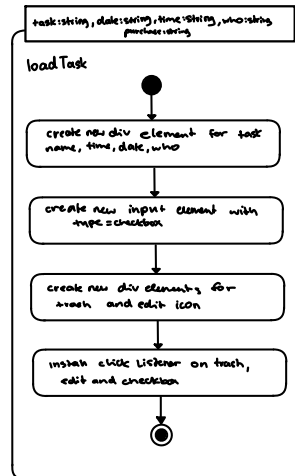 task:string, date:string, time:string, who:string
purchase:string
loadTask
create new div element for task
name, time, date, who
create new input element with
type=checkbox
create new div elements for
trash and edit icon
install click listener on trash,
edit and checkbox